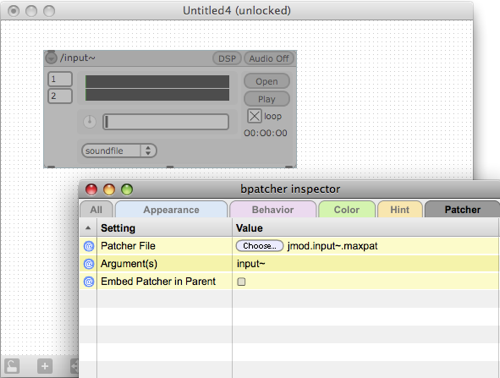 Untitled4 (unlocked)
/input~ DSP Audio Off
1
2
Open
Play
loop
00:00:00
soundfile
bpatcher inspector
All Appearance Behavior Color Hint Patcher
Setting Value
Patcher File Choose... jmod.input~.maxpat
Argument(s) input~
Embed Patcher in Parent